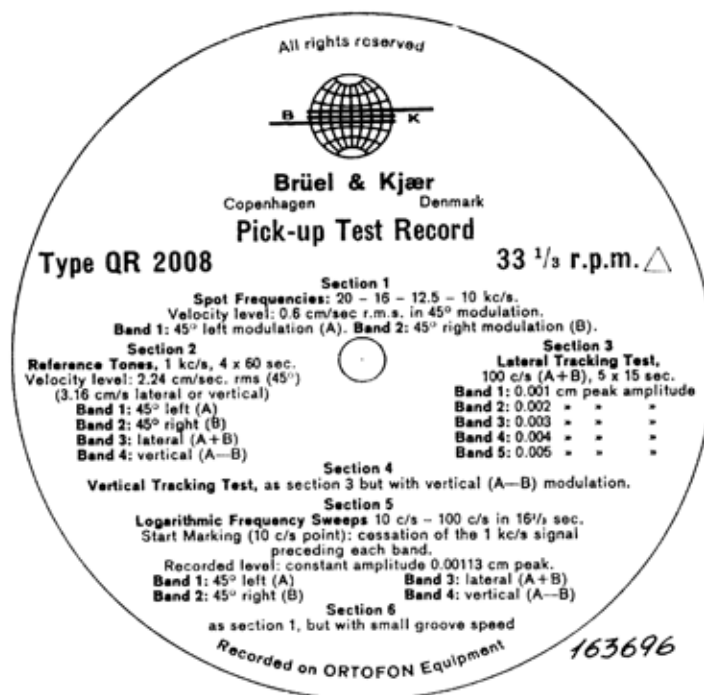 All rights reserved
B K
Brüel & Kjær
Copenhagen Denmark
Pick-up Test Record
Type QR 2008 33 ¹/₃ r.p.m.
Section 1
Spot Frequencies: 20 – 16 – 12.5 – 10 kc/s.
Velocity level: 0.6 cm/sec r.m.s. in 45° modulation.
Band 1: 45° left modulation (A). Band 2: 45° right modulation (B).
Section 2
Reference Tones, 1 kc/s, 4 x 60 sec.
Velocity level: 2.24 cm/sec. rms (45°)
(3.16 cm/s lateral or vertical)
Band 1: 45° left (A)
Band 2: 45° right (B)
Band 3: lateral (A+B)
Band 4: vertical (A—B)
Section 3
Lateral Tracking Test,
100 c/s (A+B), 5 x 15 sec.
Band 1: 0.001 cm peak amplitude
Band 2: 0.002 » » »
Band 3: 0.003 » » »
Band 4: 0.004 » » »
Band 5: 0.005 » » »
Section 4
Vertical Tracking Test, as section 3 but with vertical (A—B) modulation.
Section 5
Logarithmic Frequency Sweeps 10 c/s – 100 c/s in 16²/₃ sec.
Start Marking (10 c/s point): cessation of the 1 kc/s signal
preceding each band.
Recorded level: constant amplitude 0.00113 cm peak.
Band 1: 45° left (A) Band 3: lateral (A+B)
Band 2: 45° right (B) Band 4: vertical (A—B)
Section 6
as section 1, but with small groove speed
Recorded on ORTOFON Equipment
163696